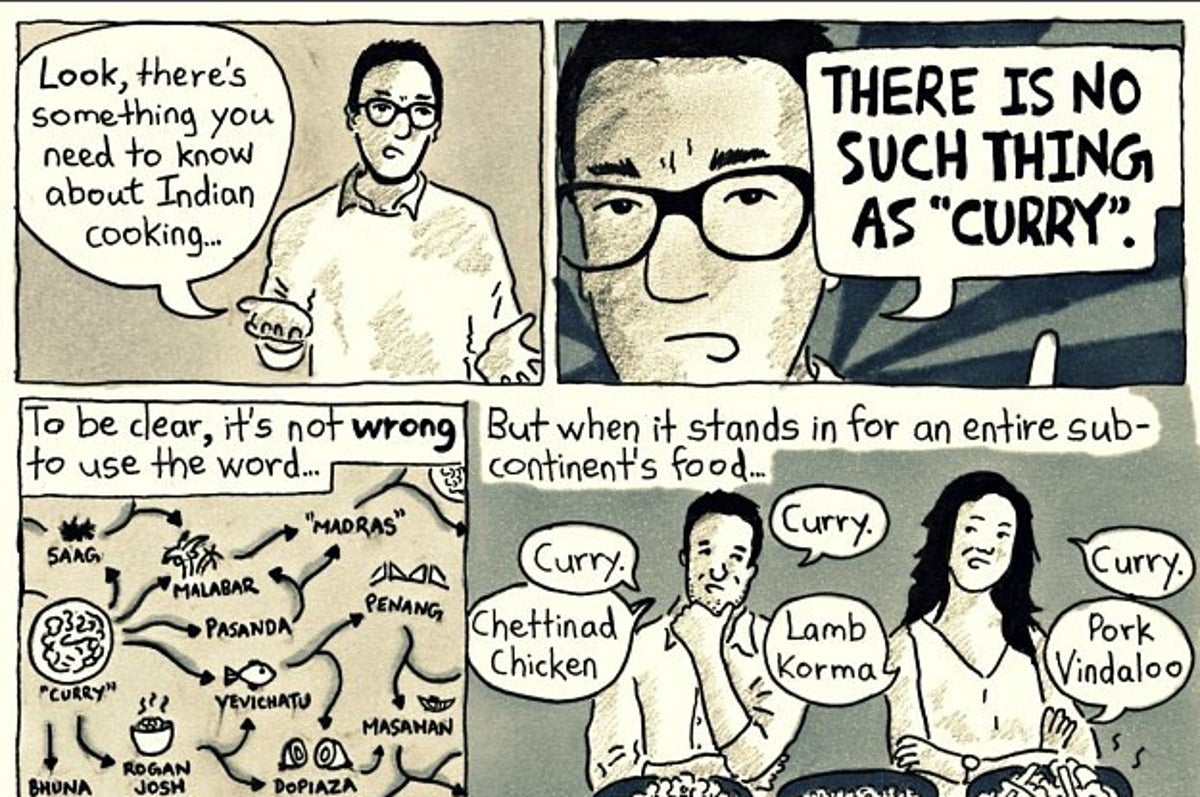 Look, there's
something you
need to know
about Indian
cooking...
THERE IS NO
SUCH THING
AS "CURRY".
To be clear, it's not wrong
to use the word...
SAAG
MALABAR
"MADRAS"
PENANG
PASANDA
"CURRY"
YEVICHATU
MASAMAN
BHUNA
ROGAN
JOSH
DOPIAZA
But when it stands in for an entire sub-
continent's food...
Curry.
Chettinad
Chicken
Curry.
Lamb
Korma
Curry.
Pork
Vindaloo